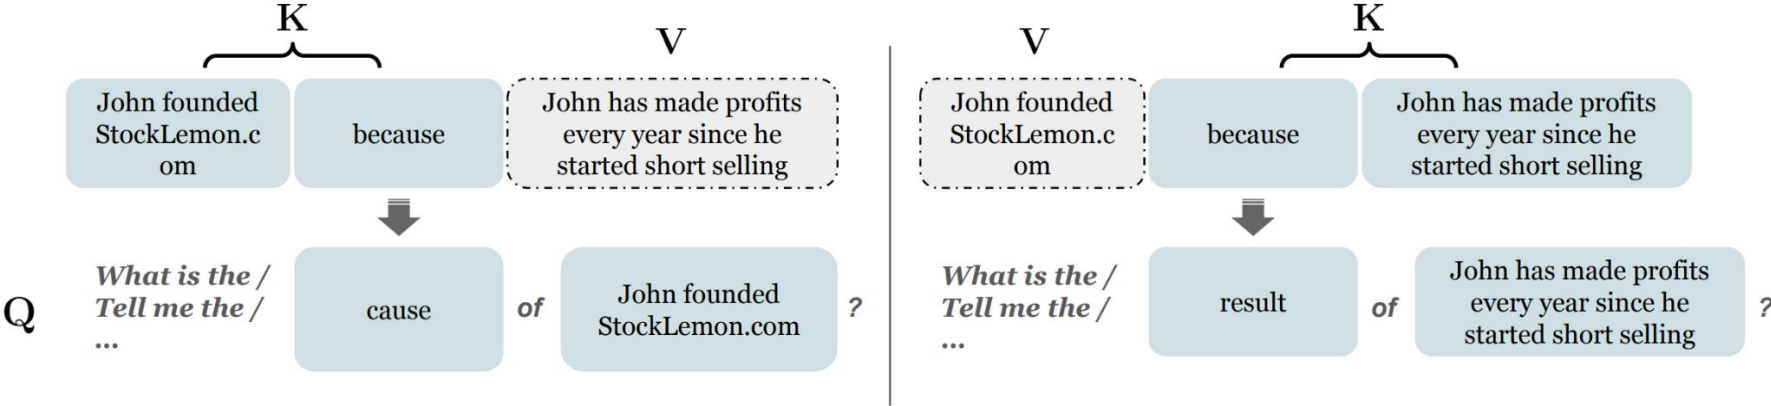 K
V
John founded
StockLemon.c
om
because
John has made profits
every year since he
started short selling
Q
What is the /
Tell me the /
...
cause
of
John founded
StockLemon.com
?
V
K
John founded
StockLemon.c
om
because
John has made profits
every year since he
started short selling
What is the /
Tell me the /
...
result
of
John has made profits
every year since he
started short selling
?